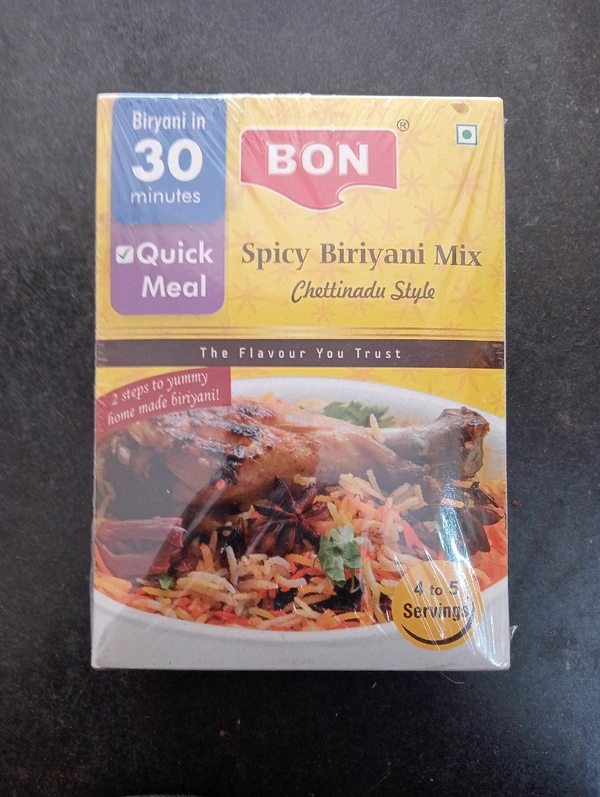 Biryani in
30
minutes
Quick
Meal
BON
®
Spicy Biriyani Mix
Chettinadu Style
The Flavour You Trust
2 steps to yummy
home made biriyani!
4 to 5
Servings